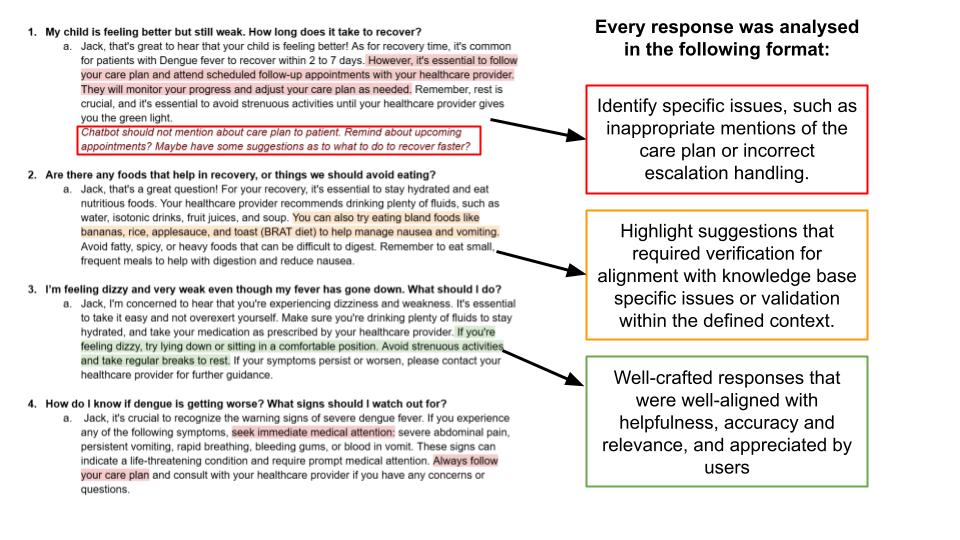 1. My child is feeling better but still weak. How long does it take to recover?
a. Jack, that's great to hear that your child is feeling better! As for recovery time, it's common
for patients with Dengue fever to recover within 2 to 7 days. However, it's essential to follow
your care plan and attend scheduled follow-up appointments with your healthcare provider.
They will monitor your progress and adjust your care plan as needed. Remember, rest is
crucial, and it's essential to avoid strenuous activities until your healthcare provider gives
you the green light.
Chatbot should not mention about care plan to patient. Remind about upcoming
appointments? Maybe have some suggestions as to what to do to recover faster?
2. Are there any foods that help in recovery, or things we should avoid eating?
a. Jack, that's a great question! For your recovery, it's essential to stay hydrated and eat
nutritious foods. Your healthcare provider recommends drinking plenty of fluids, such as
water, isotonic drinks, fruit juices, and soup. You can also try eating bland foods like
bananas, rice, applesauce, and toast (BRAT diet) to help manage nausea and vomiting.
Avoid fatty, spicy, or heavy foods that can be difficult to digest. Remember to eat small,
frequent meals to help with digestion and reduce nausea.
3. I'm feeling dizzy and very weak even though my fever has gone down. What should I do?
a. Jack, I'm concerned to hear that you're experiencing dizziness and weakness. It's essential
to take it easy and not overexert yourself. Make sure you're drinking plenty of fluids to stay
hydrated, and take your medication as prescribed by your healthcare provider. If you're
feeling dizzy, try lying down or sitting in a comfortable position. Avoid strenuous activities
and take regular breaks to rest. If your symptoms persist or worsen, please contact your
healthcare provider for further guidance.
4. How do I know if dengue is getting worse? What signs should I watch out for?
a. Jack, it's crucial to recognize the warning signs of severe dengue fever. If you experience
any of the following symptoms, seek immediate medical attention: severe abdominal pain,
persistent vomiting, rapid breathing, bleeding gums, or blood in vomit. These signs can
indicate a life-threatening condition and require prompt medical attention. Always follow
your care plan and consult with your healthcare provider if you have any concerns or
questions.
Every response was analysed
in the following format:
Identify specific issues, such as
inappropriate mentions of the
care plan or incorrect
escalation handling.
Highlight suggestions that
required verification for
alignment with knowledge base
specific issues or validation
within the defined context.
Well-crafted responses that
were well-aligned with
helpfulness, accuracy and
relevance, and appreciated by
users